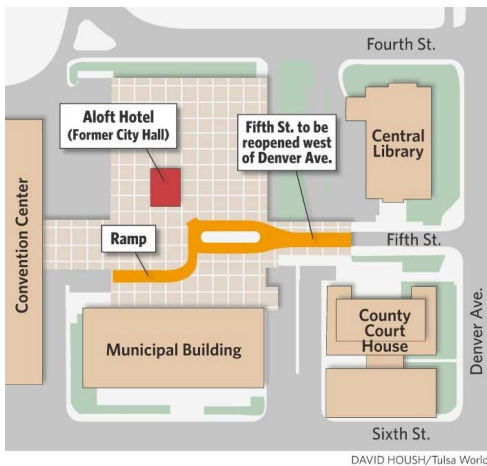 Fourth St.
Aloft Hotel
(Former City Hall)
Fifth St. to be
reopened west
of Denver Ave.
Central
Library
Convention Center
Ramp
Fifth St.
Municipal Building
County
Court
House
Denver Ave.
Sixth St.
DAVID HOUSH/Tulsa World